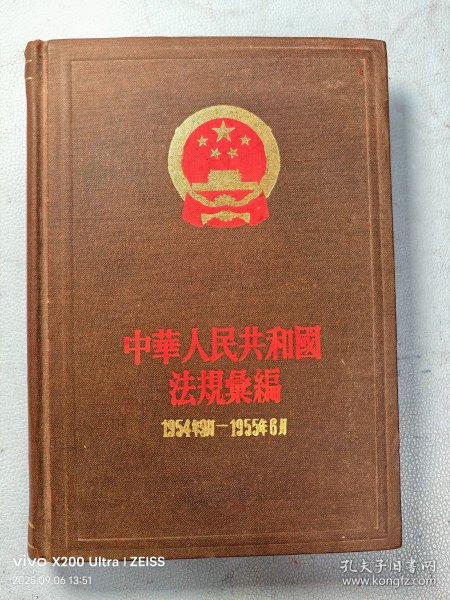 中華人民共和國
法規彙編
1954年9月—1955年6月
vivo X200 Ultra | ZEISS
2025.09.06 13:51
孔夫子旧书网
www.kongfz.com